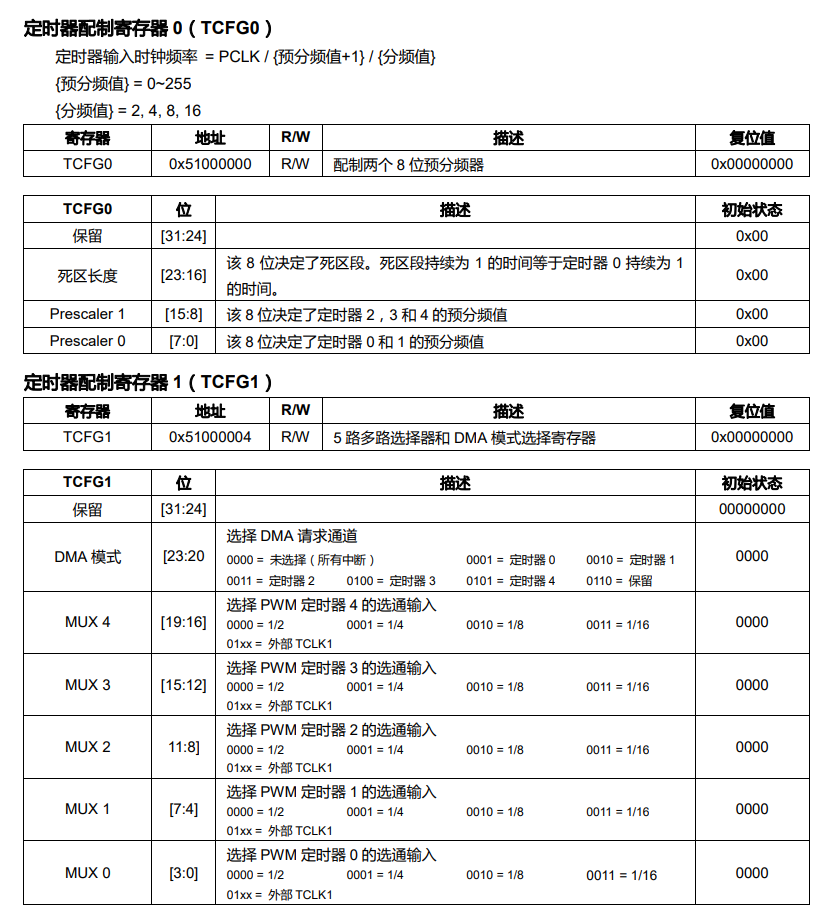 定时器配制寄存器 0（TCFG0）
定时器输入时钟频率 = PCLK / {预分频值+1} / {分频值}
{预分频值} = 0~255
{分频值} = 2, 4, 8, 16
寄存器 地址 R/W 描述 复位值
TCFG0 0x51000000 R/W 配制两个 8 位预分频器 0x00000000
TCFG0 位 描述 初始状态
保留 [31:24] 0x00
死区长度 [23:16] 该 8 位决定了死区段。死区段持续为 1 的时间等于定时器 0 持续为 1
的时间。 0x00
Prescaler 1 [15:8] 该 8 位决定了定时器 2，3 和 4 的预分频值 0x00
Prescaler 0 [7:0] 该 8 位决定了定时器 0 和 1 的预分频值 0x00
定时器配制寄存器 1（TCFG1）
寄存器 地址 R/W 描述 复位值
TCFG1 0x51000004 R/W 5 路多路选择器和 DMA 模式选择寄存器 0x00000000
TCFG1 位 描述 初始状态
保留 [31:24] 00000000
DMA 模式 [23:20 选择 DMA 请求通道 0000
0000 = 未选择（所有中断） 0001 = 定时器 0 0010 = 定时器 1
0011 = 定时器 2 0100 = 定时器 3 0101 = 定时器 4 0110 = 保留
MUX 4 [19:16] 选择 PWM 定时器 4 的选通输入 0000
0000 = 1/2 0001 = 1/4 0010 = 1/8 0011 = 1/16
01xx = 外部 TCLK1
MUX 3 [15:12] 选择 PWM 定时器 3 的选通输入 0000
0000 = 1/2 0001 = 1/4 0010 = 1/8 0011 = 1/16
01xx = 外部 TCLK1
MUX 2 11:8] 选择 PWM 定时器 2 的选通输入 0000
0000 = 1/2 0001 = 1/4 0010 = 1/8 0011 = 1/16
01xx = 外部 TCLK1
MUX 1 [7:4] 选择 PWM 定时器 1 的选通输入 0000
0000 = 1/2 0001 = 1/4 0010 = 1/8 0011 = 1/16
01xx = 外部 TCLK1
MUX 0 [3:0] 选择 PWM 定时器 0 的选通输入 0000
0000 = 1/2 0001 = 1/4 0010 = 1/8 0011 = 1/16
01xx = 外部 TCLK1